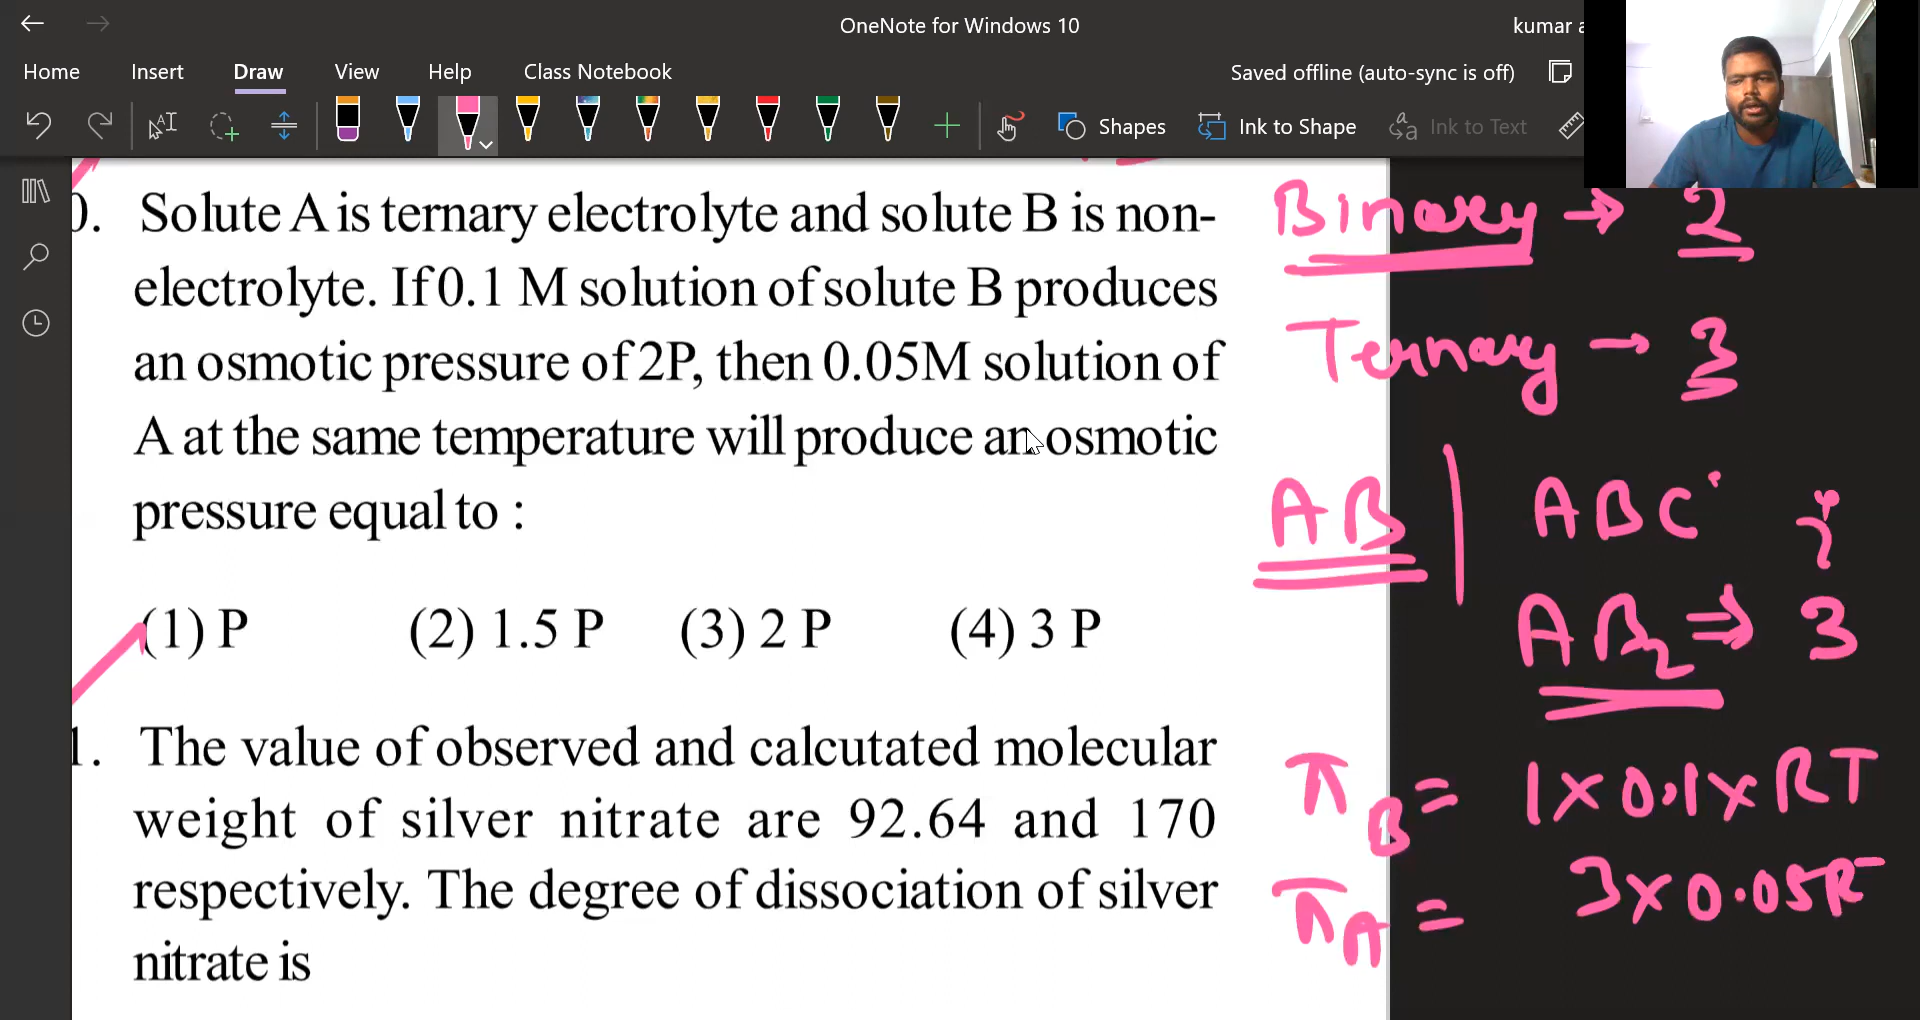 OneNote for Windows 10
kumar a
Home Insert Draw View Help Class Notebook
Saved offline (auto-sync is off)
Shapes Ink to Shape Ink to Text
0. Solute A is ternary electrolyte and solute B is non-
electrolyte. If 0.1 M solution of solute B produces
an osmotic pressure of 2P, then 0.05M solution of
A at the same temperature will produce an osmotic
pressure equal to :
(1) P (2) 1.5 P (3) 2 P (4) 3 P
1. The value of observed and calcutated molecular
weight of silver nitrate are 92.64 and 170
respectively. The degree of dissociation of silver
nitrate is
Binary → 2
Ternary → 3
AB | ABC i
AB₂ ⇒ 3
π_B = 1×0.1×RT
π_A = 3×0.05R